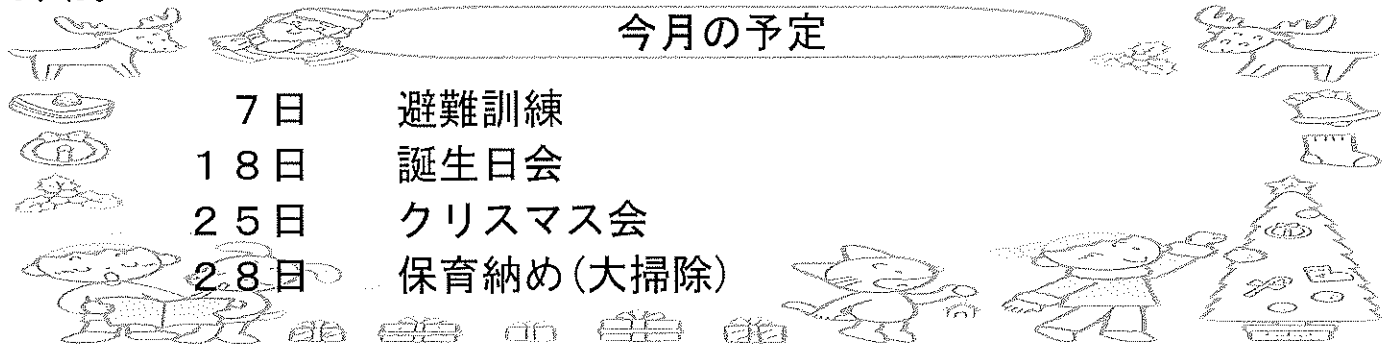 今月の予定
7日 避難訓練
18日 誕生日会
25日 クリスマス会
28日 保育納め(大掃除)